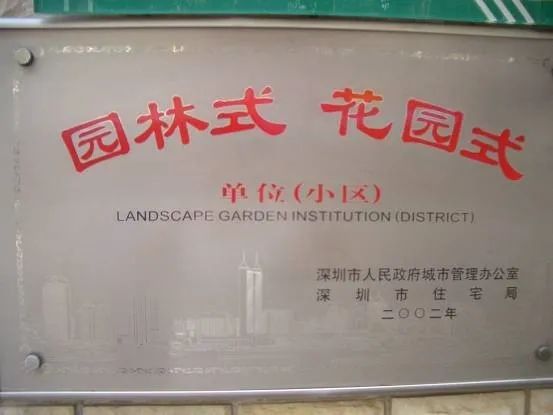 园林式 花园式
单位(小区)
LANDSCAPE GARDEN INSTITUTION (DISTRICT)
深圳市人民政府城市管理办公室
深圳市住宅局
二〇〇二年